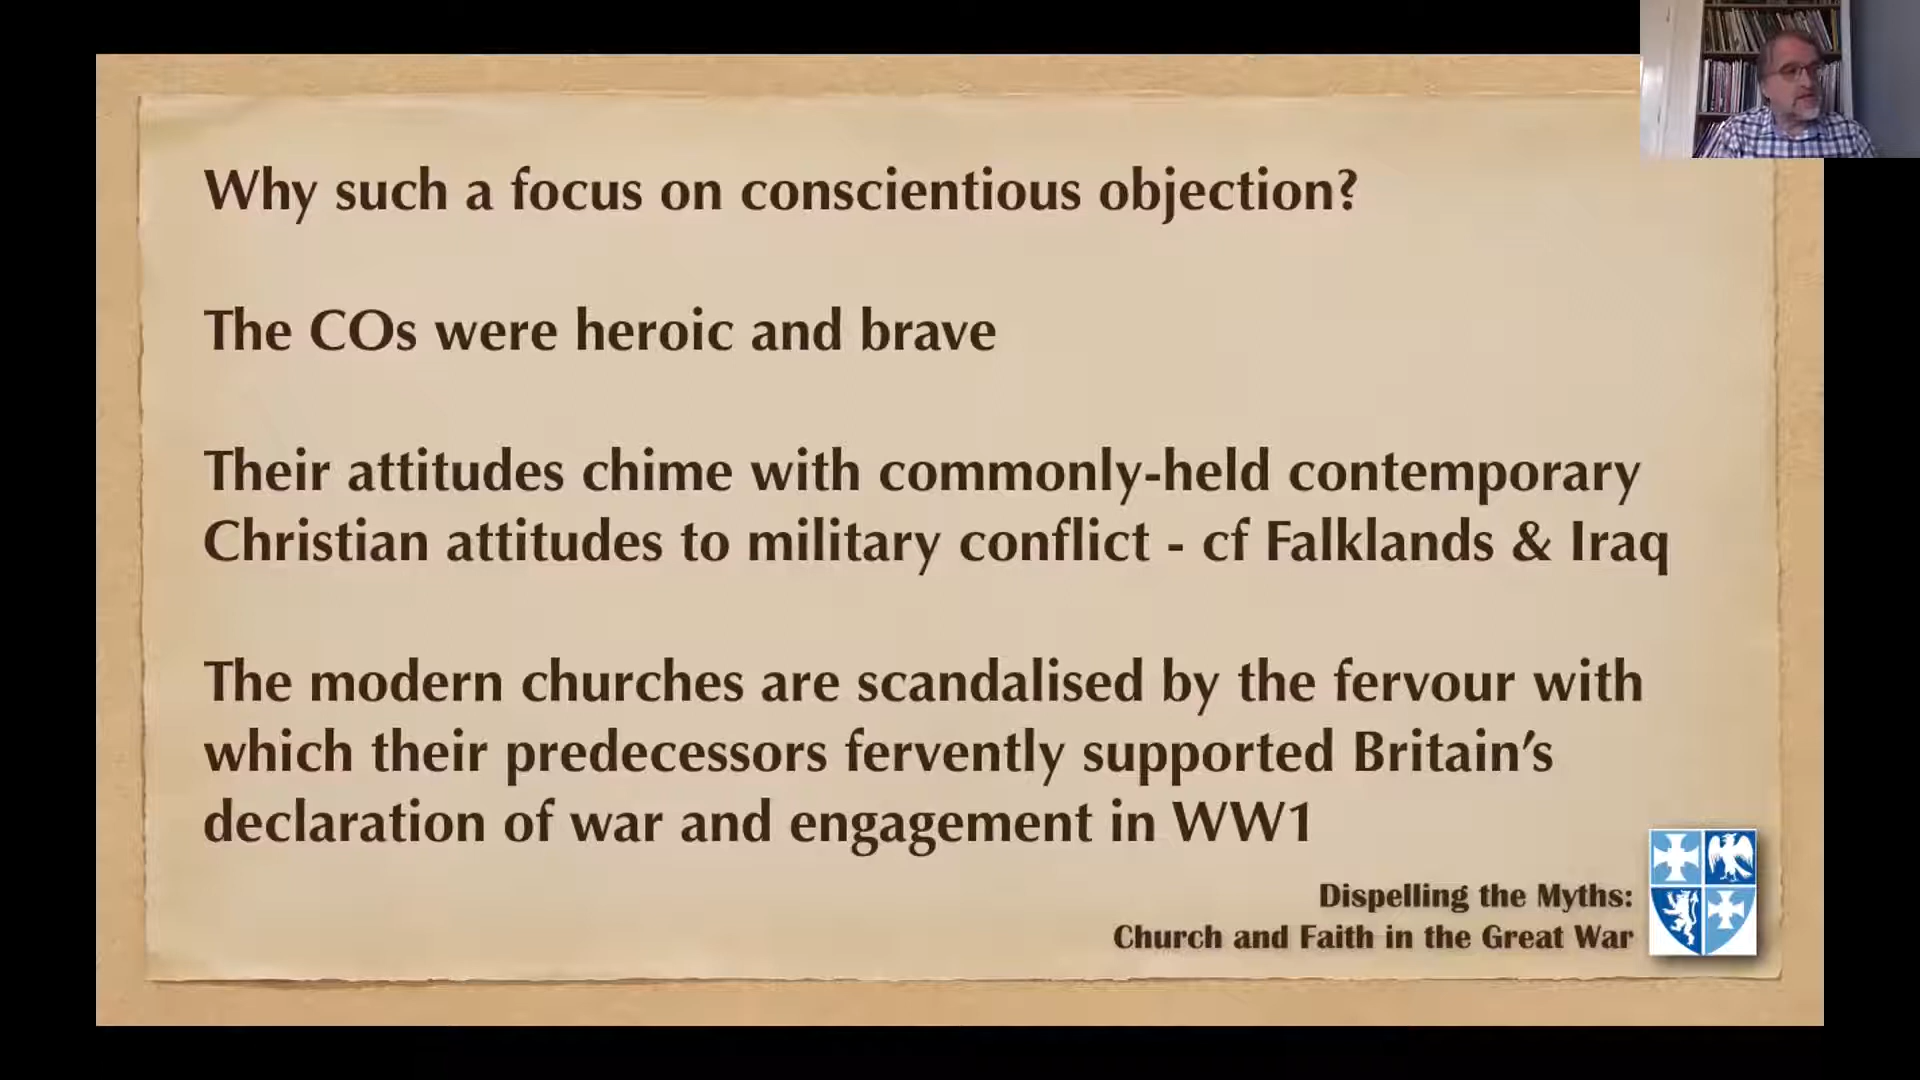 Why such a focus on conscientious objection?
The COs were heroic and brave
Their attitudes chime with commonly-held contemporary
Christian attitudes to military conflict - cf Falklands & Iraq
The modern churches are scandalised by the fervour with
which their predecessors fervently supported Britain’s
declaration of war and engagement in WW1
Dispelling the Myths:
Church and Faith in the Great War